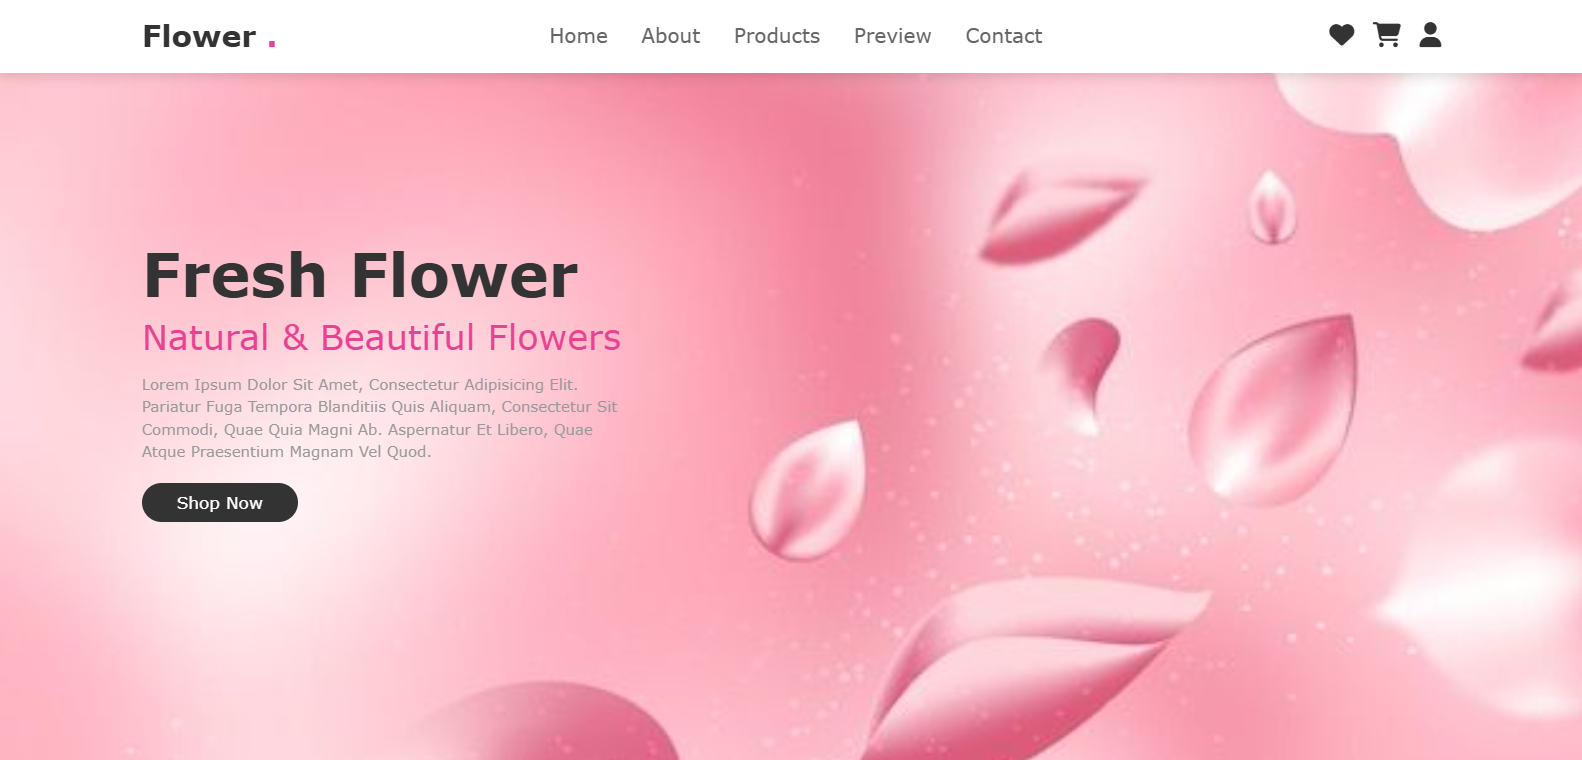 Flower .
Home About Products Preview Contact
Fresh Flower
Natural & Beautiful Flowers
Lorem Ipsum Dolor Sit Amet, Consectetur Adipisicing Elit.
Pariatur Fuga Tempora Blanditiis Quis Aliquam, Consectetur Sit
Commodi, Quae Quia Magni Ab. Aspernatur Et Libero, Quae
Atque Praesentium Magnam Vel Quod.
Shop Now